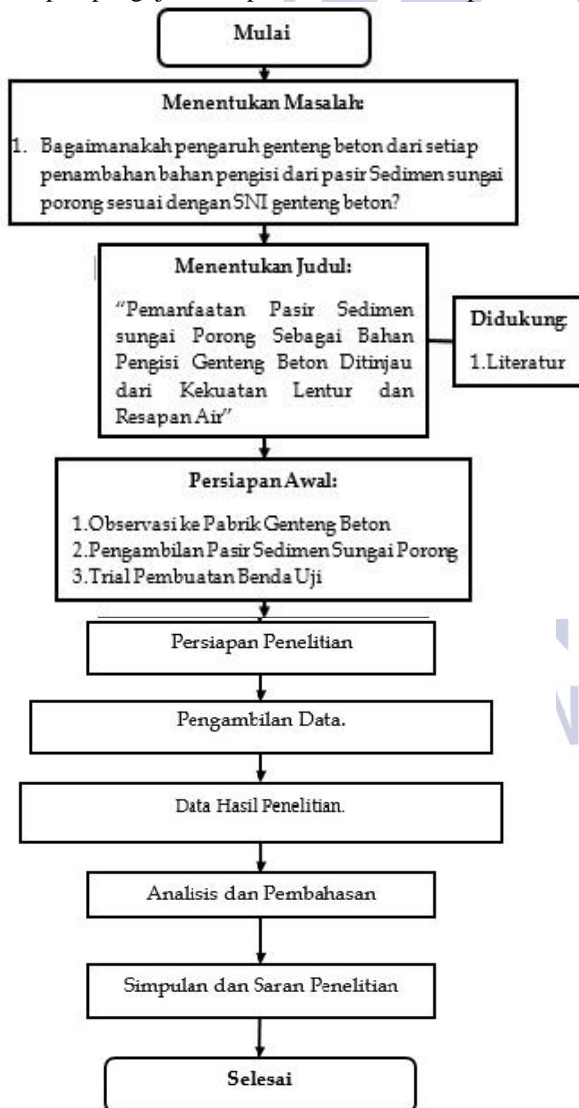 Mulai
Menentukan Masalah:
1. Bagaimanakah pengaruh genteng beton dari setiap
penambahan bahan pengisi dari pasir Sedimen sungai
porong sesuai dengan SNI genteng beton?
Menentukan Judul:
“Pemanfaatan Pasir Sedimen
sungai Porong Sebagai Bahan
Pengisi Genteng Beton Ditinjau
dari Kekuatan Lentur dan
Resapan Air”
Didukung:
1.Literatur
Persiapan Awal:
1.Observasi ke Pabrik Genteng Beton
2.Pengambilan Pasir Sedimen Sungai Porong
3.Trial Pembuatan Benda Uji
Persiapan Penelitian
Pengambilan Data.
Data Hasil Penelitian.
Analisis dan Pembahasan
Simpulan dan Saran Penelitian
Selesai